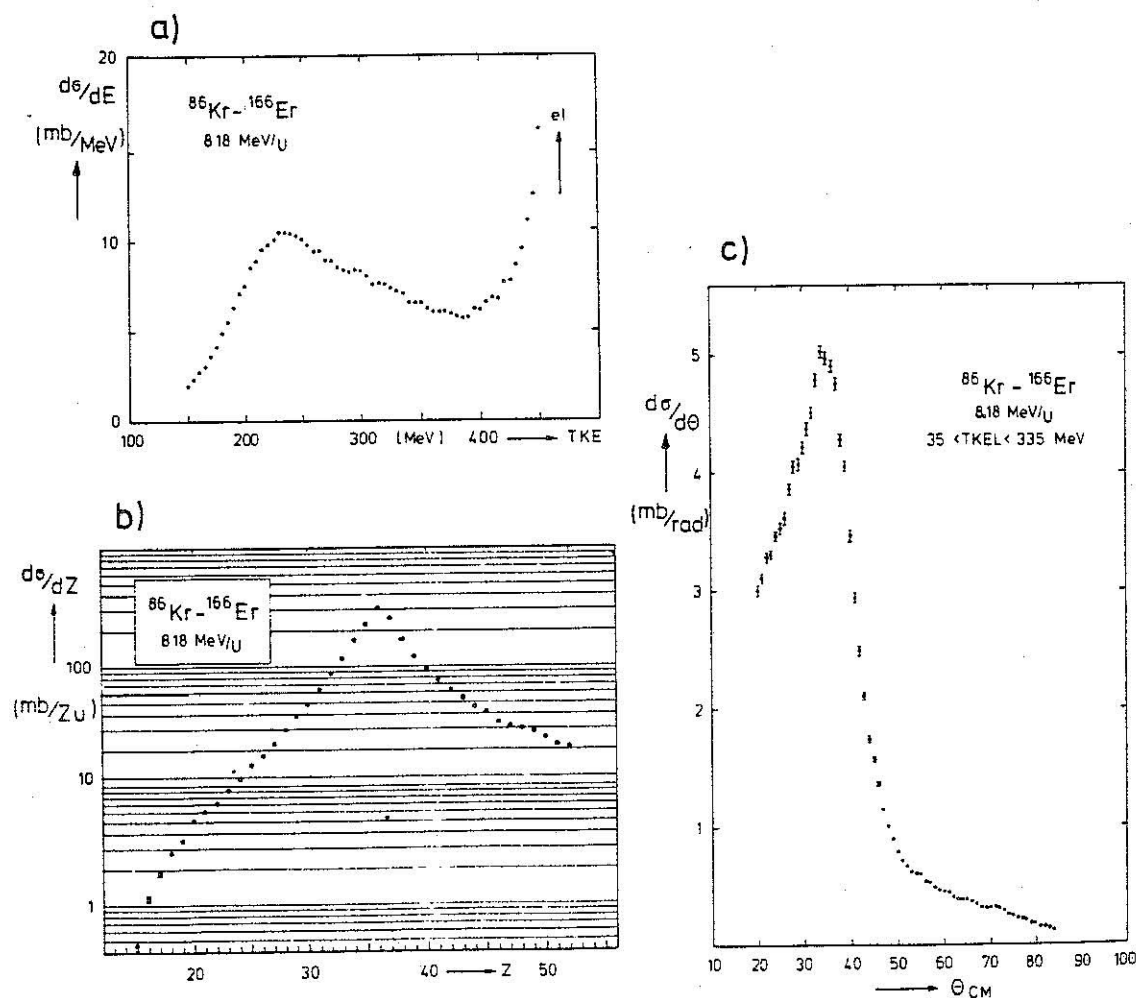 a)
20
dσ/dE
(mb/MeV)
10
0
⁸⁶Kr-¹⁶⁶Er
8.18 MeV/u
el
100
200
300
(MeV)
400
TKE
b)
dσ/dZ
(mb/Zu)
100
10
1
⁸⁶Kr-¹⁶⁶Er
8.18 MeV/u
20
30
40
Z
50
c)
dσ/dθ
(mb/rad)
5
4
3
2
1
⁸⁶Kr-¹⁶⁶Er
8.18 MeV/u
35 <TKEL< 335 MeV
10
20
30
40
50
60
70
80
90
100
θCM